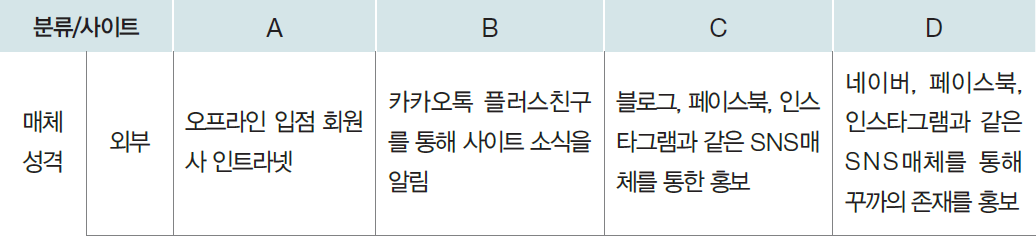 분류/사이트 A B C D
매체
성격
외부
오프라인 입점 회원
사 인트라넷
카카오톡 플러스친구
를 통해 사이트 소식을
알림
블로그, 페이스북, 인스
타그램과 같은 SNS매
체를 통한 홍보
네이버, 페이스북,
인스타그램과 같은
SNS매체를 통해
꾸까의 존재를 홍보